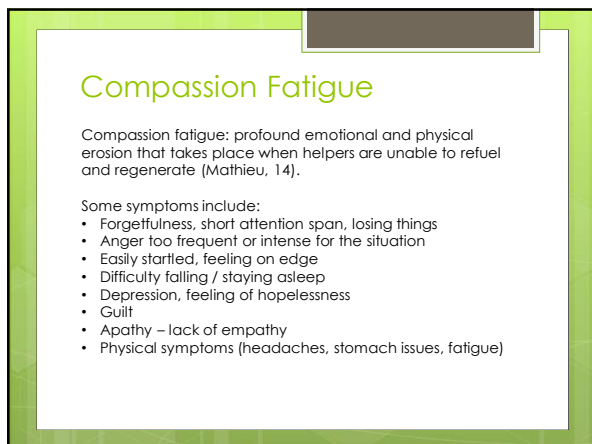 Compassion Fatigue
Compassion fatigue: profound emotional and physical
erosion that takes place when helpers are unable to refuel
and regenerate (Mathieu, 14).
Some symptoms include:
• Forgetfulness, short attention span, losing things
• Anger too frequent or intense for the situation
• Easily startled, feeling on edge
• Difficulty falling / staying asleep
• Depression, feeling of hopelessness
• Guilt
• Apathy – lack of empathy
• Physical symptoms (headaches, stomach issues, fatigue)